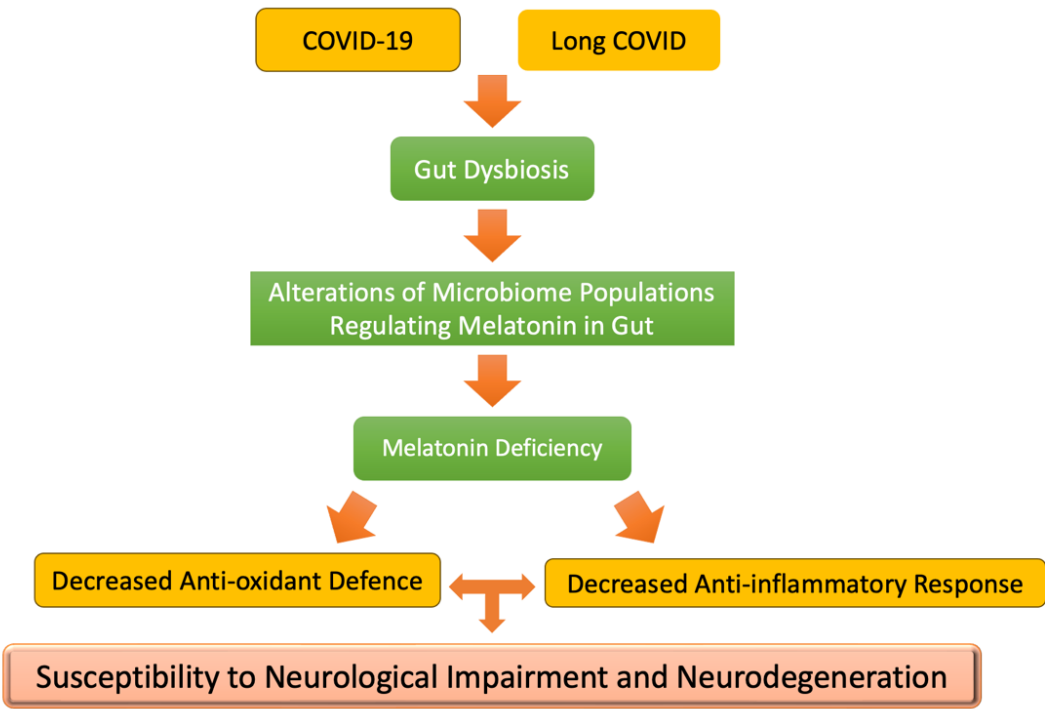 COVID-19
Long COVID
Gut Dysbiosis
Alterations of Microbiome Populations
Regulating Melatonin in Gut
Melatonin Deficiency
Decreased Anti-oxidant Defence
Decreased Anti-inflammatory Response
Susceptibility to Neurological Impairment and Neurodegeneration